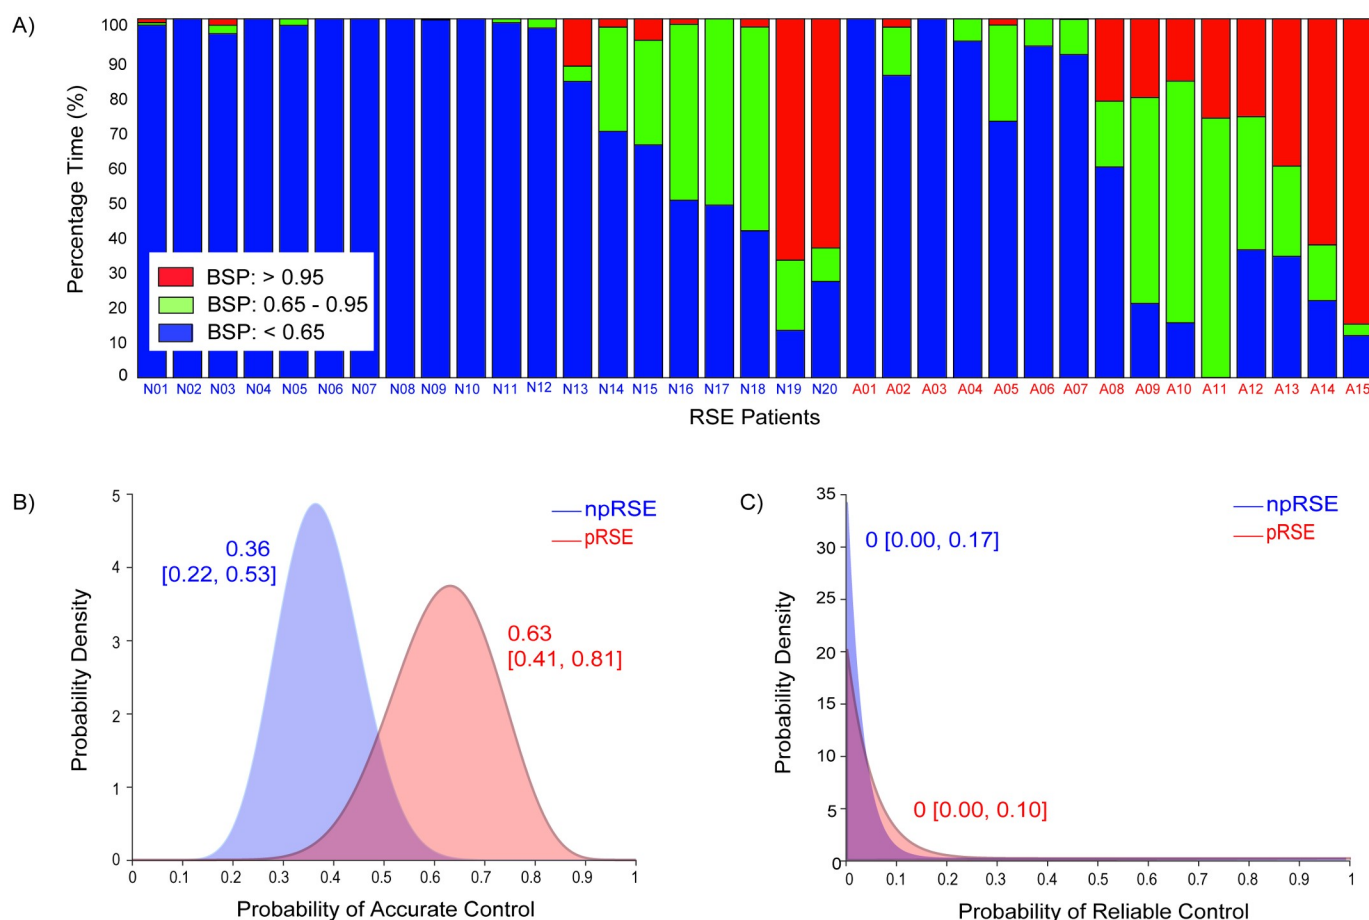 A)
Percentage Time (%)
100
90
80
70
60
50
40
30
20
10
0
BSP: > 0.95
BSP: 0.65 - 0.95
BSP: < 0.65
N01 N02 N03 N04 N05 N06 N07 N08 N09 N10 N11 N12 N13 N14 N15 N16 N17 N18 N19 N20 A01 A02 A03 A04 A05 A06 A07 A08 A09 A10 A11 A12 A13 A14 A15
RSE Patients
B)
Probability Density
5
4
3
2
1
0
npRSE
pRSE
0.36
[0.22, 0.53]
0.63
[0.41, 0.81]
0 0.1 0.2 0.3 0.4 0.5 0.6 0.7 0.8 0.9 1
Probability of Accurate Control
C)
Probability Density
35
30
25
20
15
10
5
0
npRSE
pRSE
0 [0.00, 0.17]
0 [0.00, 0.10]
0 0.1 0.2 0.3 0.4 0.5 0.6 0.7 0.8 0.9 1
Probability of Reliable Control